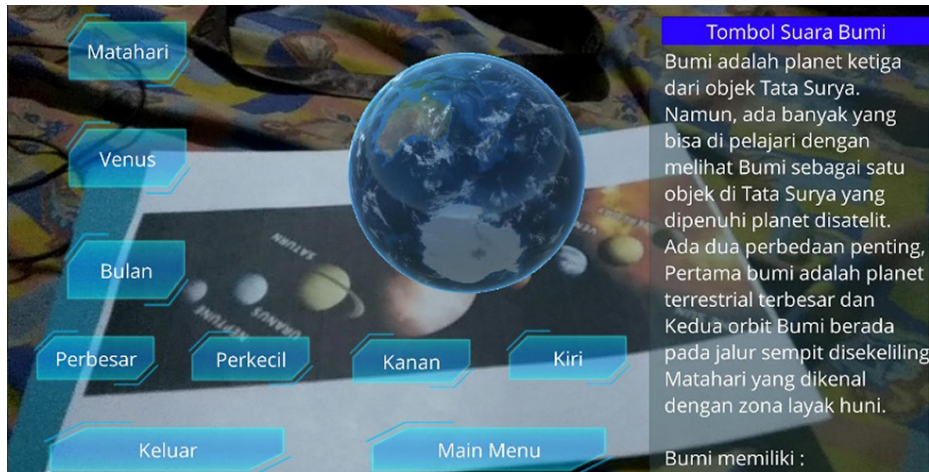 Matahari
Venus
Bulan
Perbesar
Perkecil
Kanan
Kiri
Keluar
Main Menu
SATURN
URANUS
NEPTUNE
Tombol Suara Bumi
Bumi adalah planet ketiga
dari objek Tata Surya.
Namun, ada banyak yang
bisa di pelajari dengan
melihat Bumi sebagai satu
objek di Tata Surya yang
dipenuhi planet disatelit.
Ada dua perbedaan penting,
Pertama bumi adalah planet
terrestrial terbesar dan
Kedua orbit Bumi berada
pada jalur sempit disekeliling
Matahari yang dikenal
dengan zona layak huni.
Bumi memiliki :